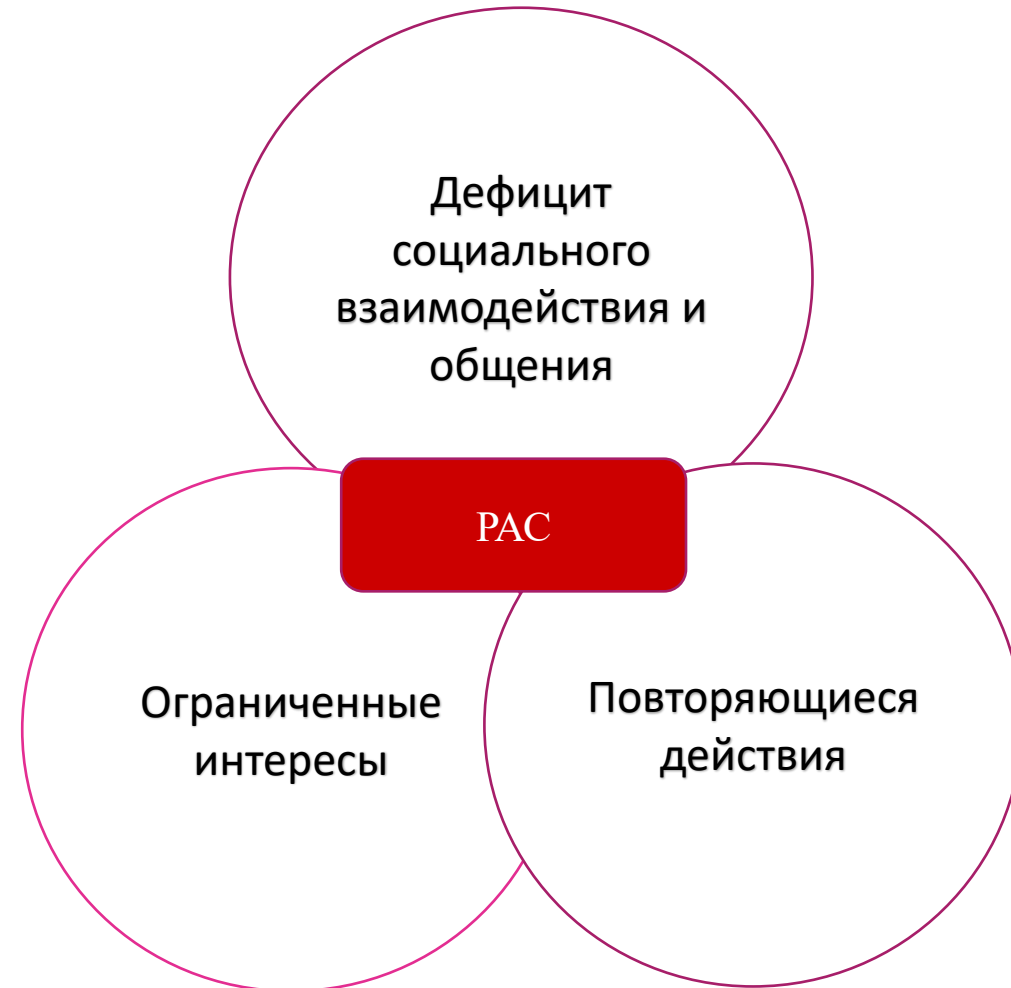 Дефицит
социального
взаимодействия и
общения
РАС
Ограниченные
интересы
Повторяющиеся
действия